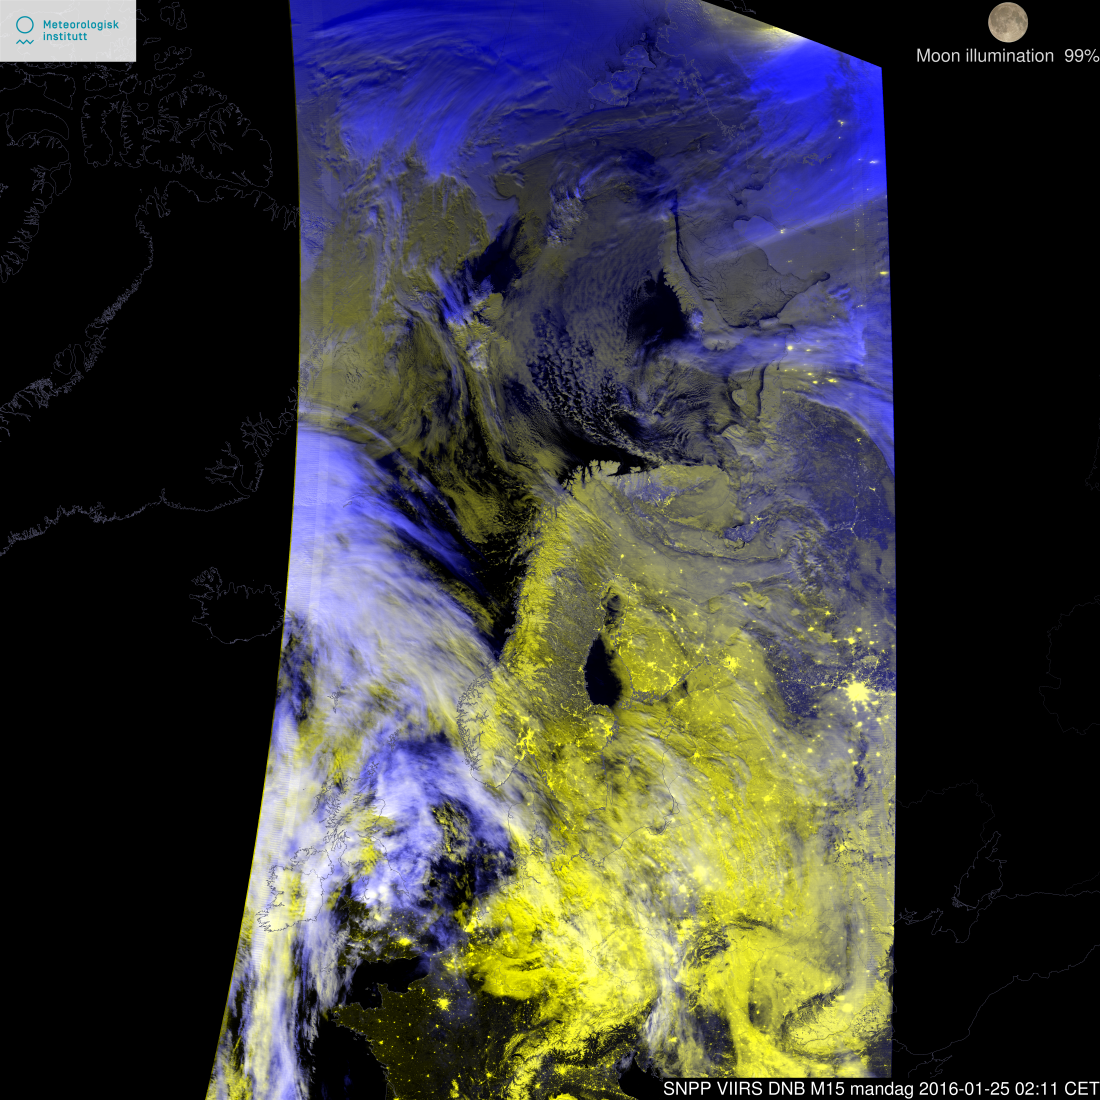 Meteorologisk
institutt
Moon illumination 99%
SNPP VIIRS DNB M15 mandag 2016-01-25 02:11 CET